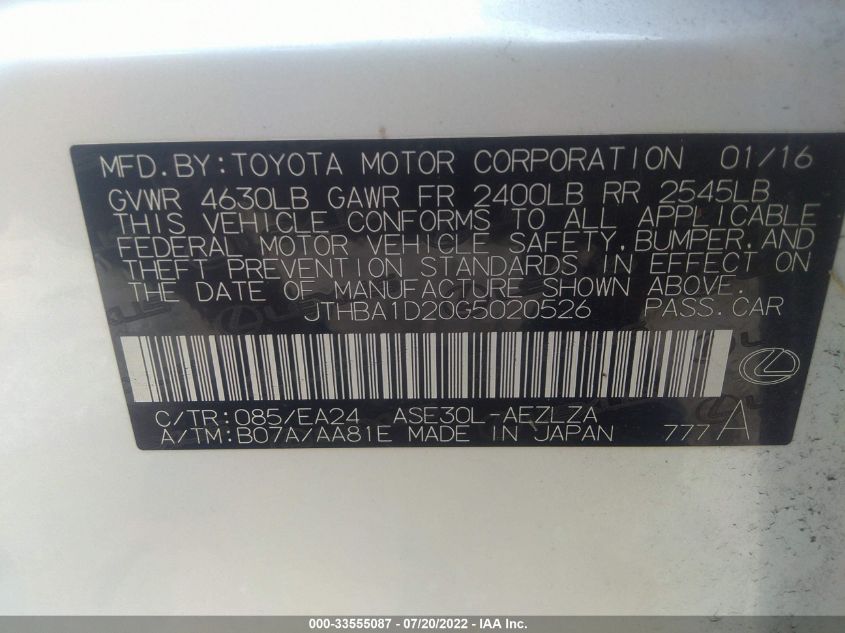 MFD.BY:TOYOTA MOTOR CORPORATION 01/16
GVWR 4630LB GAWR FR 2400LB RR 2545LB
THIS VEHICLE CONFORMS TO ALL APPLICABLE
FEDERAL MOTOR VEHICLE SAFETY,BUMPER,AND
THEFT PREVENTION STANDARDS IN EFFECT ON
THE DATE OF MANUFACTURE SHOWN ABOVE.
JTHBA1D20G5020526 PASS.CAR
C/TR:085/EA24 ASE30L-AEZLZA
A/TM:B07A/AA81E MADE IN JAPAN 777A
000-33555087 - 07/20/2022 - IAA Inc.